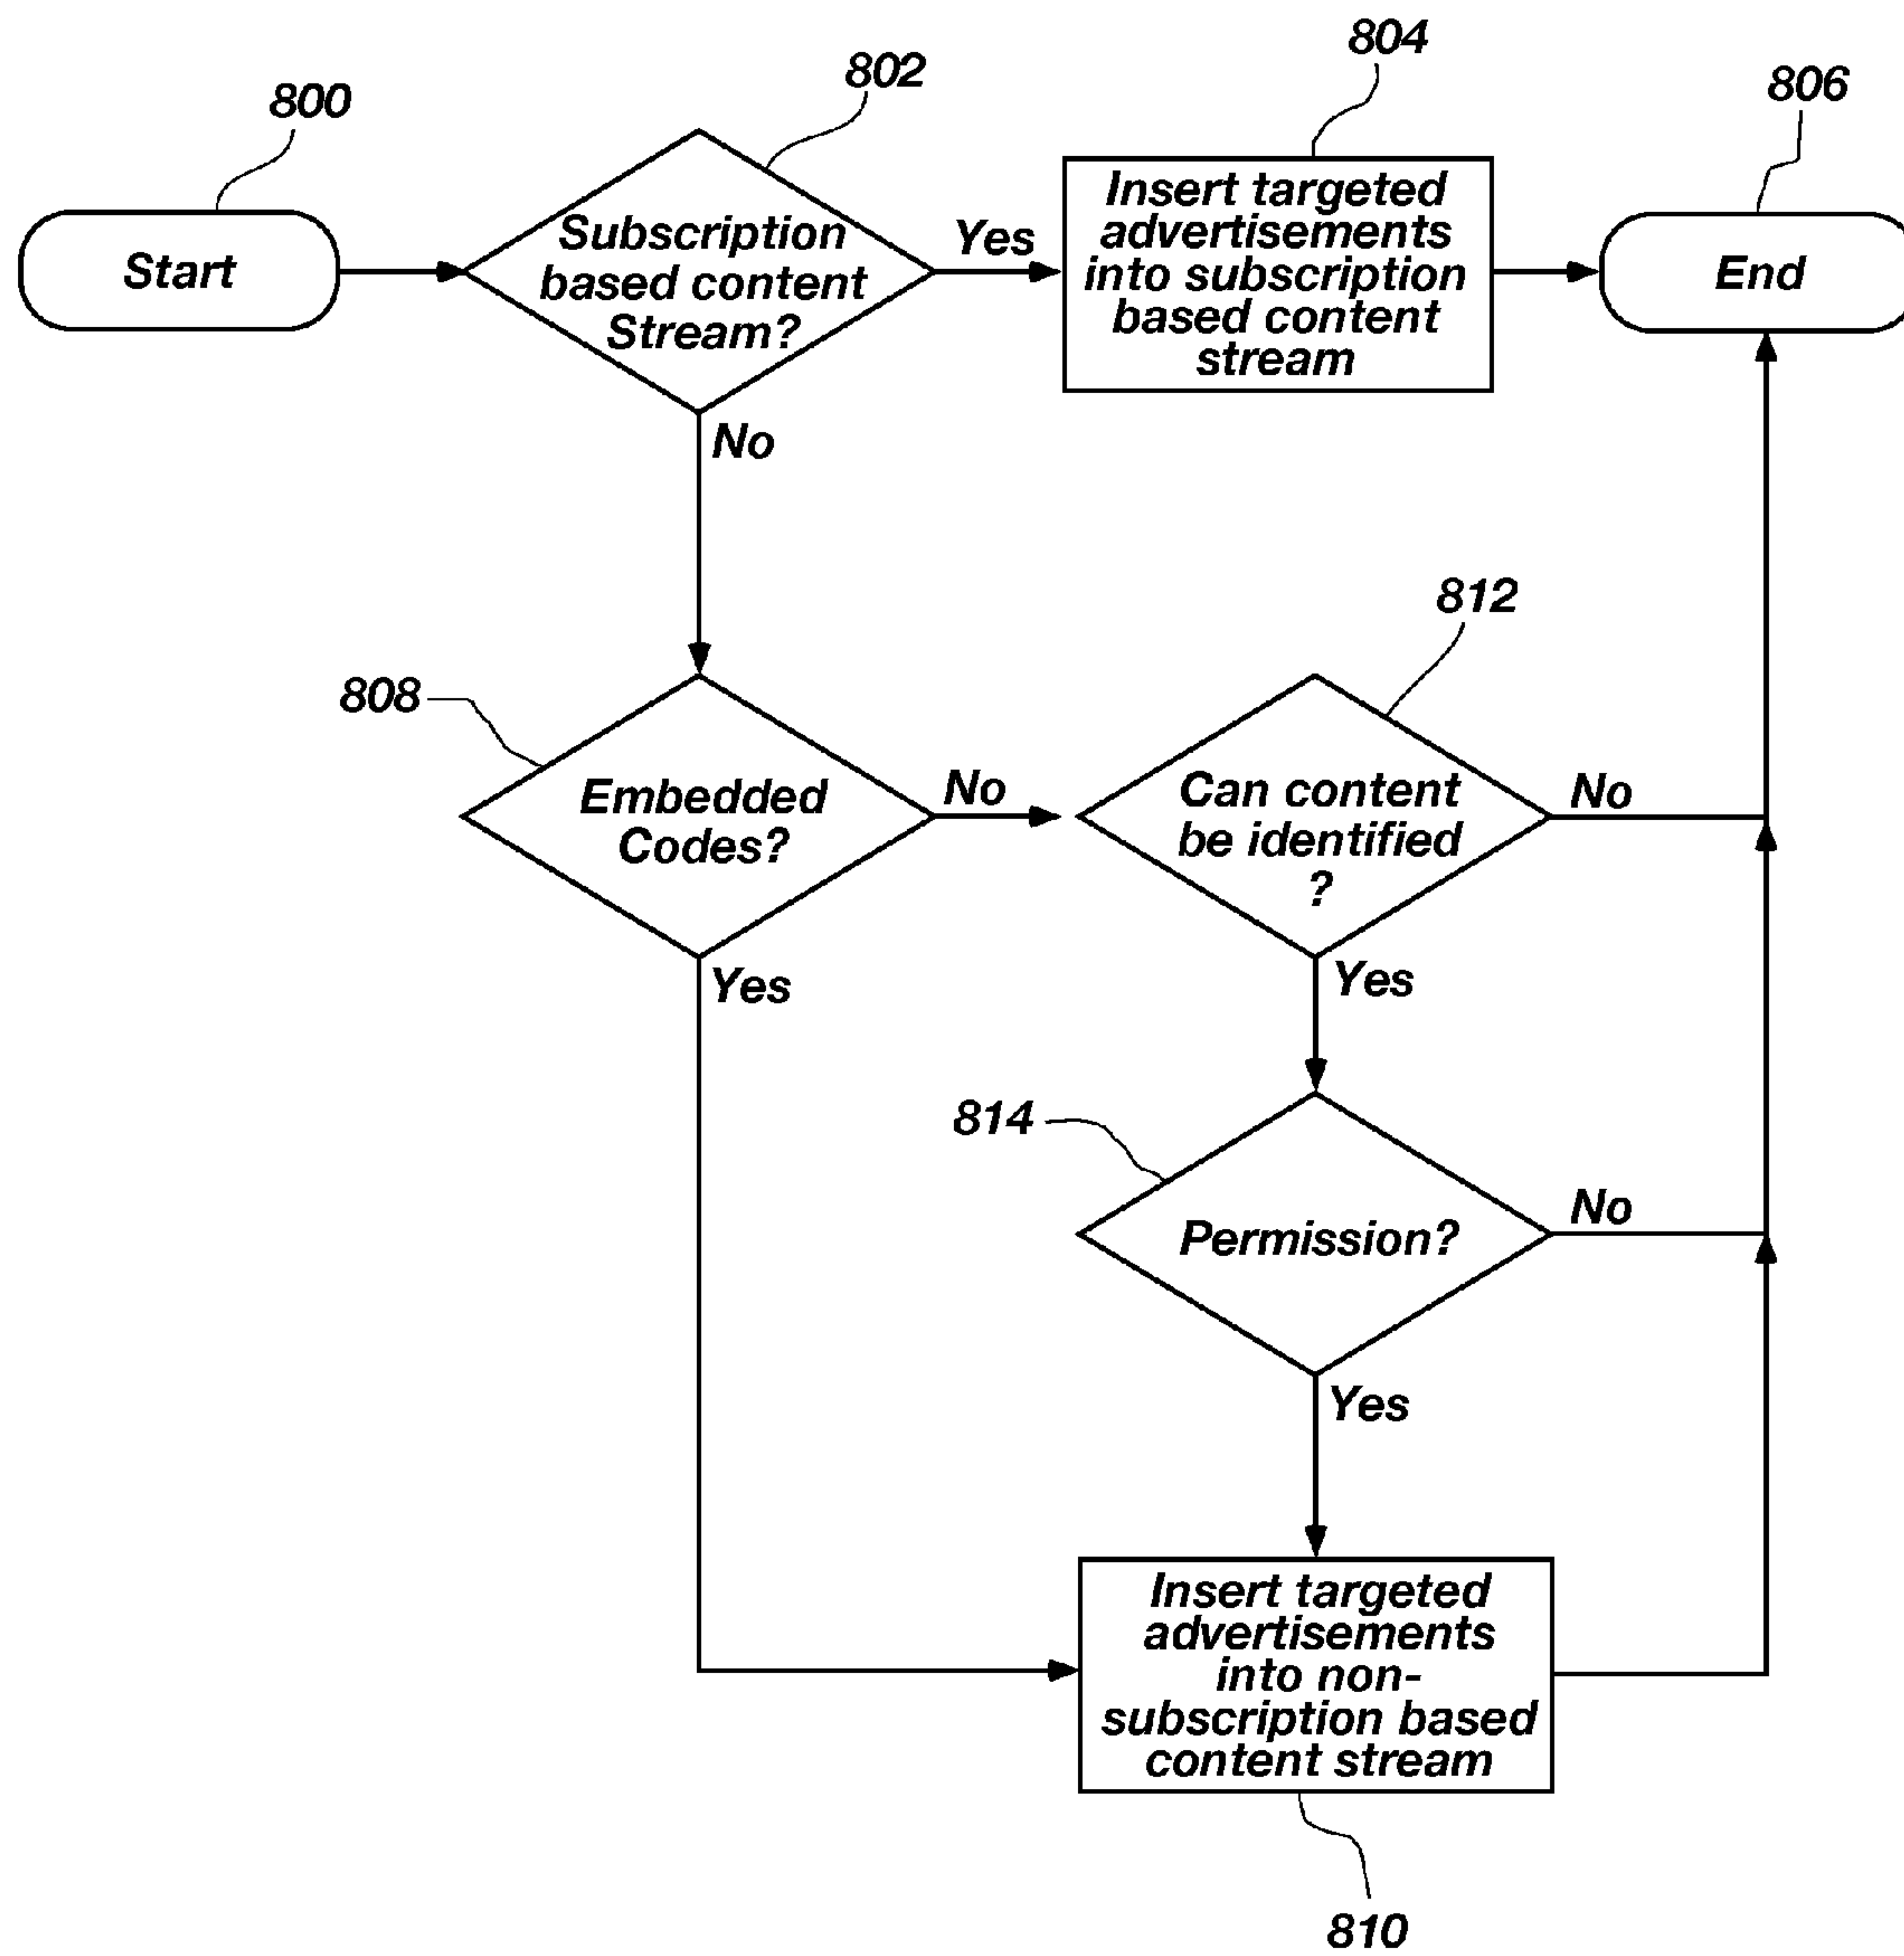 800
802
804
806
Start
Subscription
based content
Stream?
Yes
Insert targeted
advertisements
into subscription
based content
stream
End
No
812
808
Embedded
Codes?
No
Can content
be identified
?
No
Yes
Yes
814
Permission?
No
Yes
Insert targeted
advertisements
into non-
subscription based
content stream
810